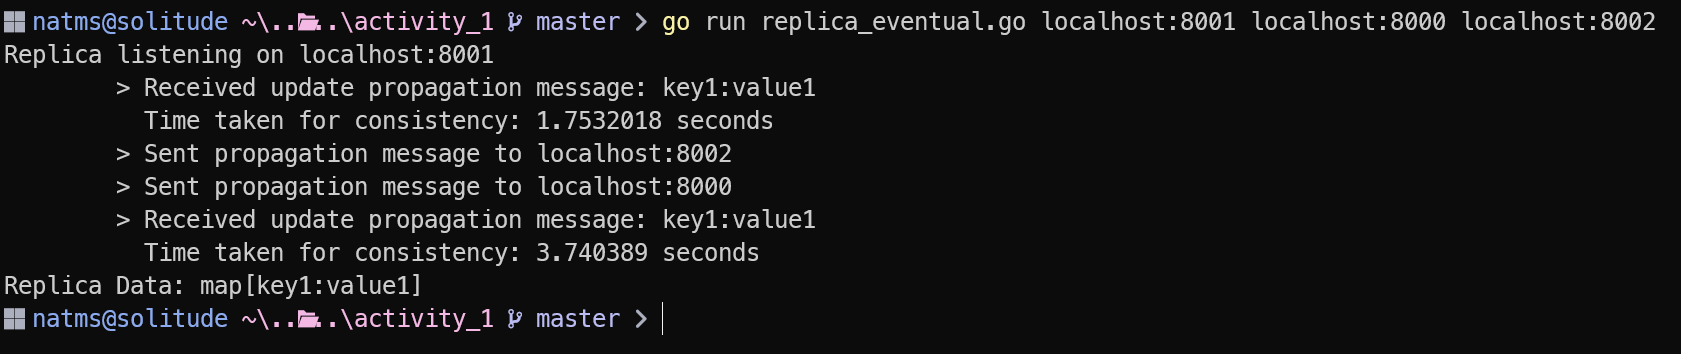 natms@solitude ~\.. ..\activity_1 master > go run replica_eventual.go localhost:8001 localhost:8000 localhost:8002
Replica listening on localhost:8001
> Received update propagation message: key1:value1
Time taken for consistency: 1.7532018 seconds
> Sent propagation message to localhost:8002
> Sent propagation message to localhost:8000
> Received update propagation message: key1:value1
Time taken for consistency: 3.740389 seconds
Replica Data: map[key1:value1]
natms@solitude ~\.. ..\activity_1 master >